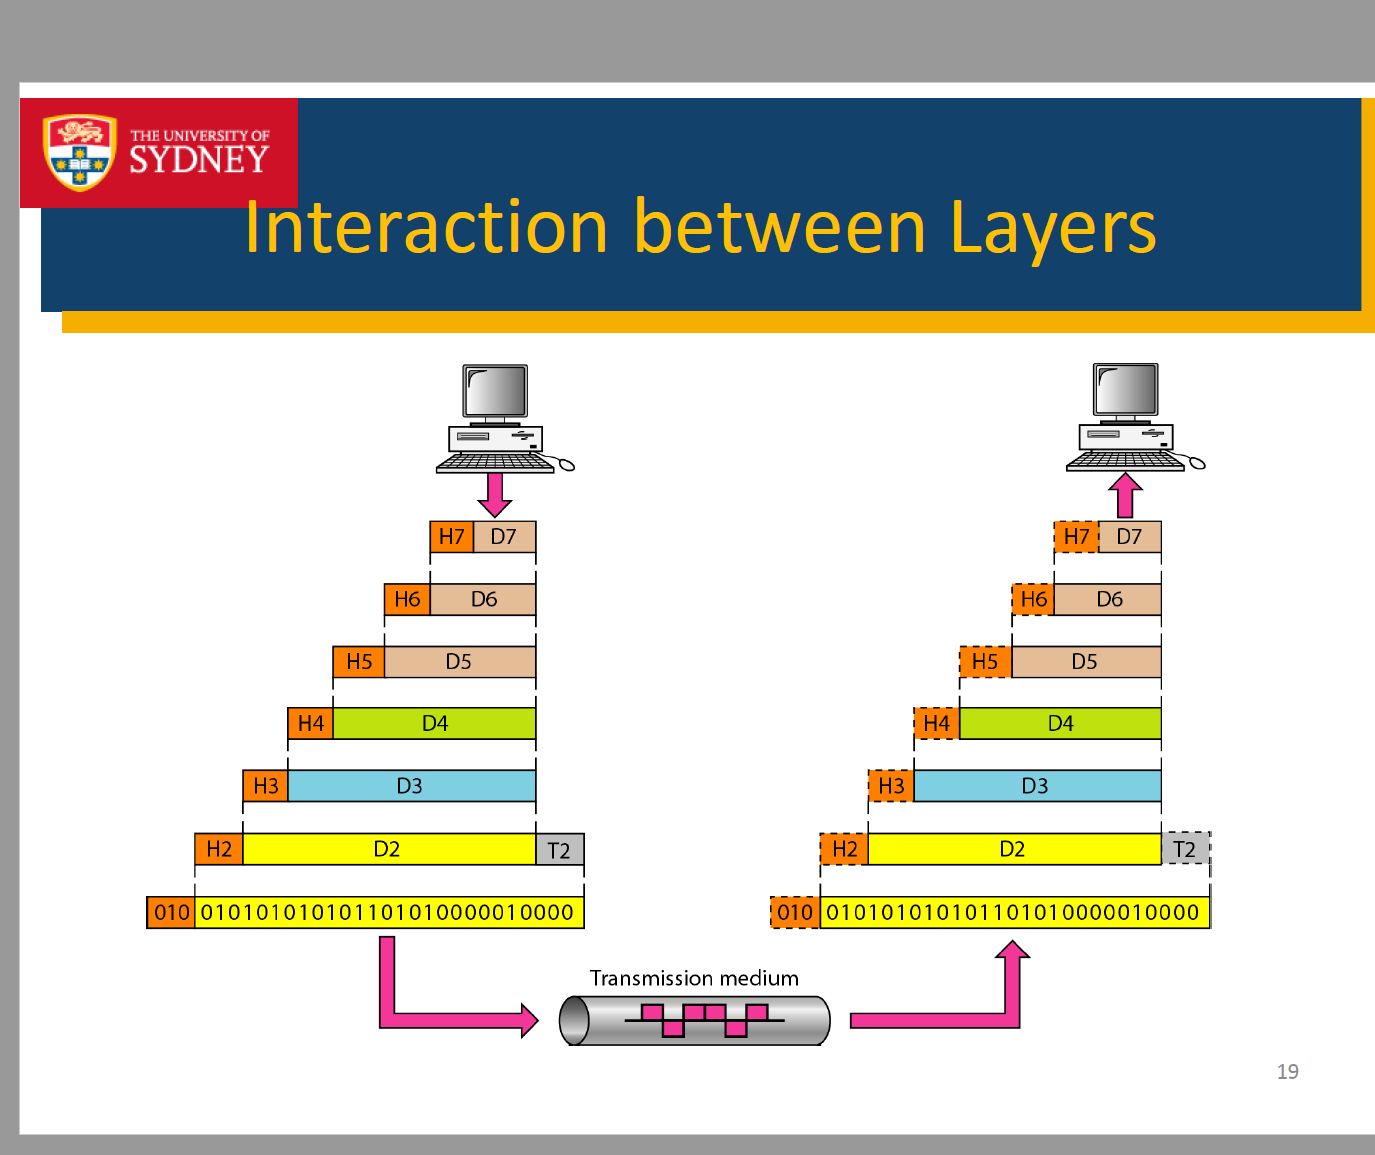 THE UNIVERSITY OF
SYDNEY
Interaction between Layers
H7 D7
H6 D6
H5 D5
H4 D4
H3 D3
H2 D2 T2
010 010101010101101010000010000
H7 D7
H6 D6
H5 D5
H4 D4
H3 D3
H2 D2 T2
010 010101010101101010000010000
Transmission medium
19